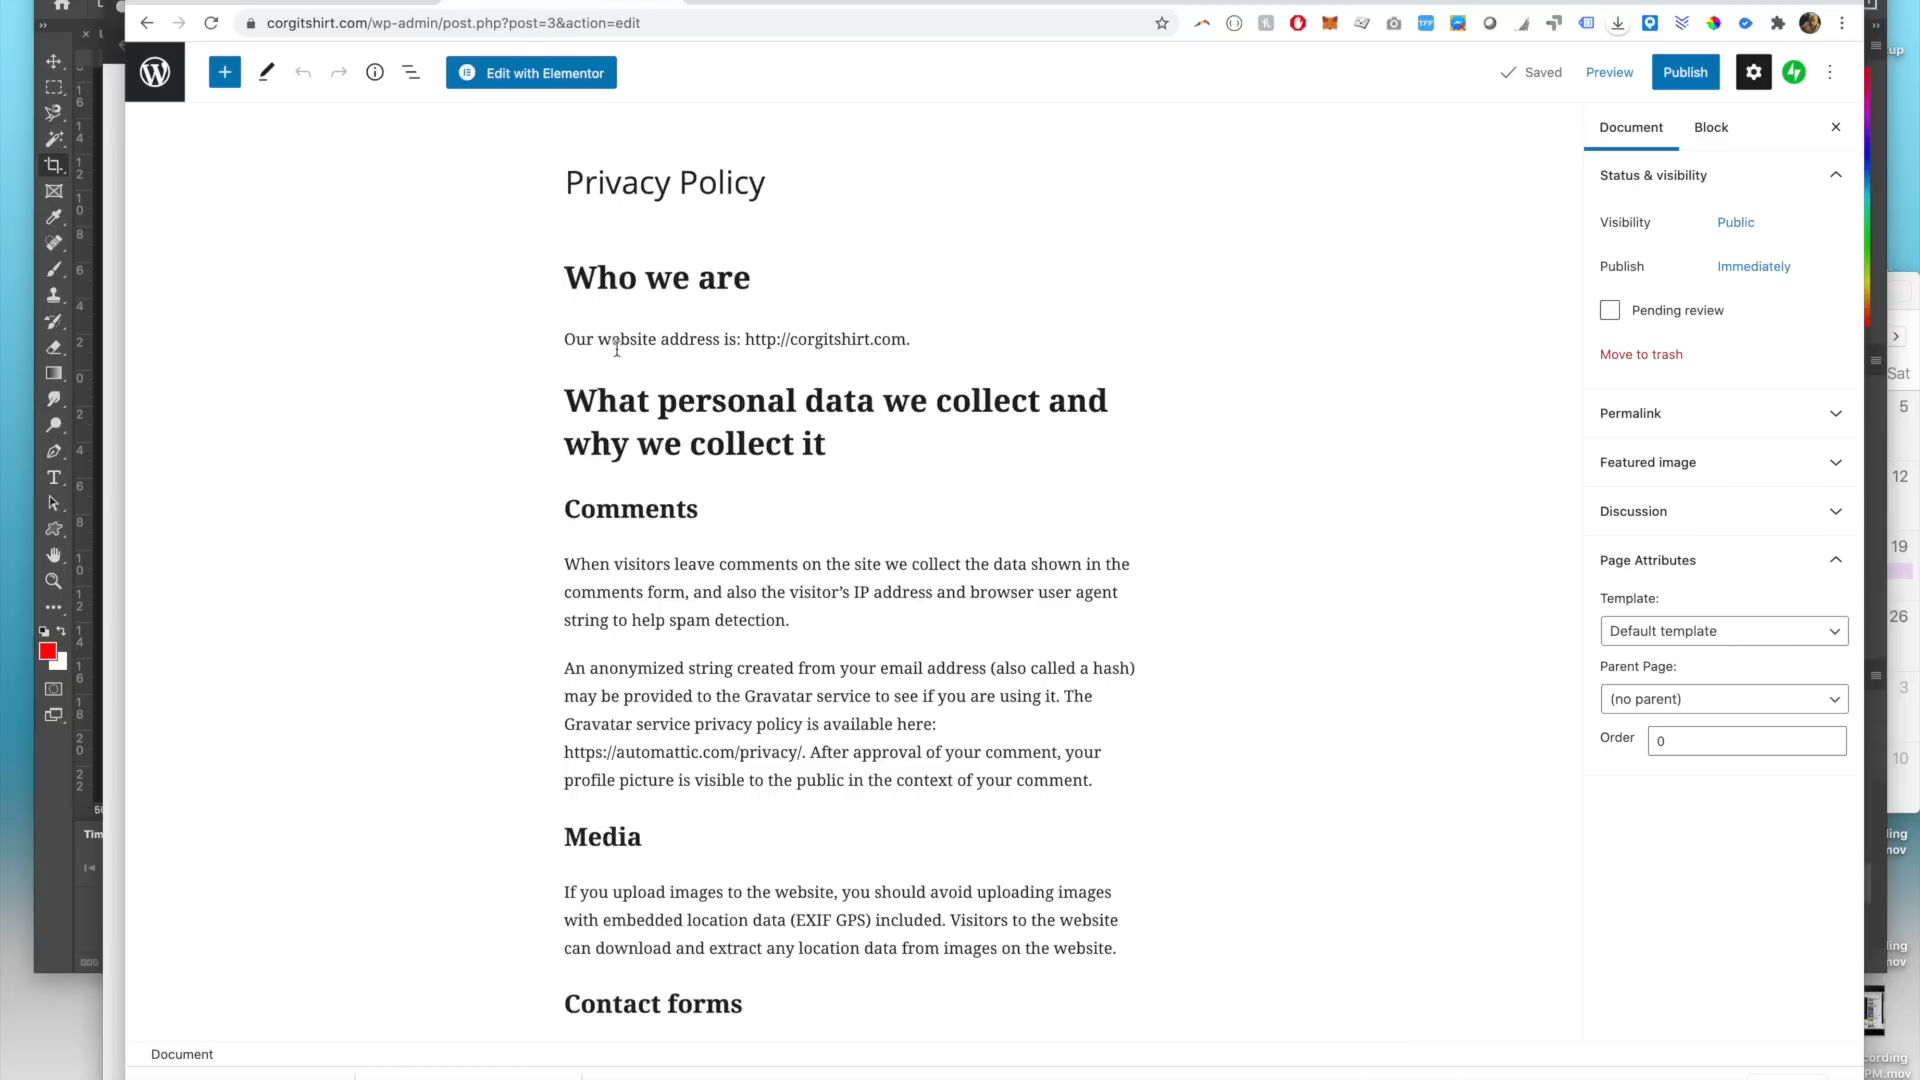 corgitshirt.com/wp-admin/post.php?post=3&action=edit
Edit with Elementor
Saved
Preview
Publish
Document
Block
Privacy Policy
Status & visibility
Visibility
Public
Publish
Immediately
Pending review
Move to trash
Permalink
Featured image
Discussion
Page Attributes
Template:
Default template
Parent Page:
(no parent)
Order
0
Who we are
Our website address is: http://corgitshirt.com.
What personal data we collect and
why we collect it
Comments
When visitors leave comments on the site we collect the data shown in the
comments form, and also the visitor’s IP address and browser user agent
string to help spam detection.
An anonymized string created from your email address (also called a hash)
may be provided to the Gravatar service to see if you are using it. The
Gravatar service privacy policy is available here:
https://automattic.com/privacy/. After approval of your comment, your
profile picture is visible to the public in the context of your comment.
Media
If you upload images to the website, you should avoid uploading images
with embedded location data (EXIF GPS) included. Visitors to the website
can download and extract any location data from images on the website.
Contact forms
Document
Sat
5
12
19
26
3
10